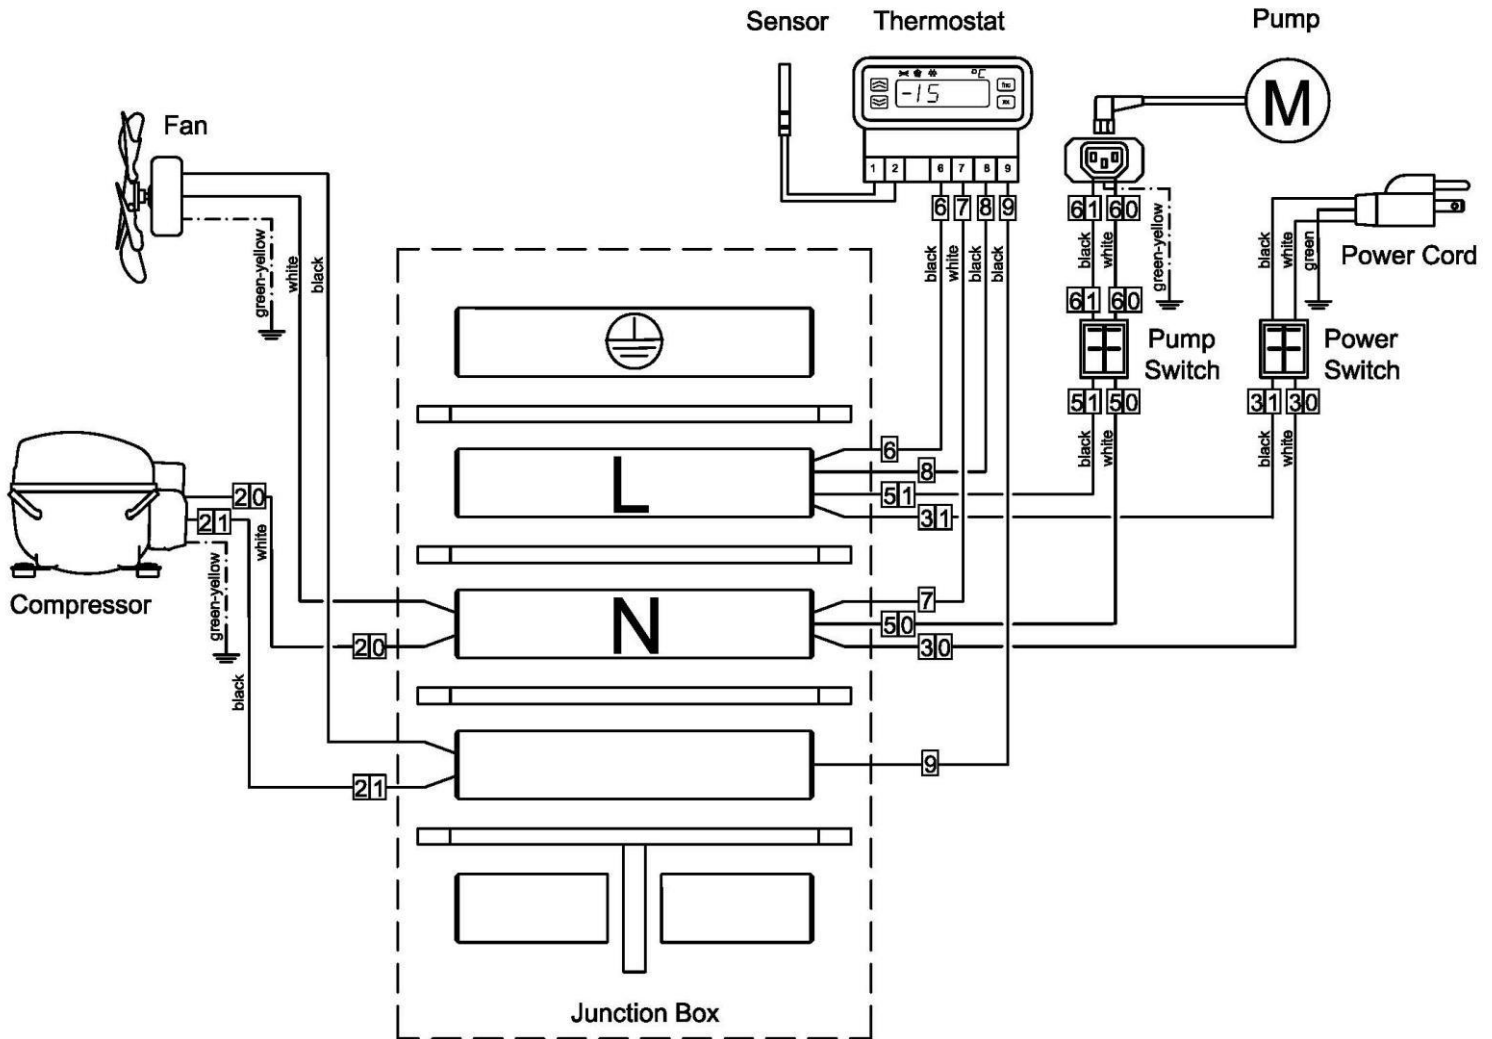 Sensor Thermostat Pump
°C
-15
M
Fan
1 2 6 7 8 9
6 7 8 9
61 60
Power Cord
green-yellow white black
black white black black
black white green-yellow
black white green
61 60
Pump Switch
Power Switch
51 50
31 30
black white
black white
L
6
8
51
31
20
21
white
green-yellow
black
Compressor
N
7
50
30
20
9
21
Junction Box